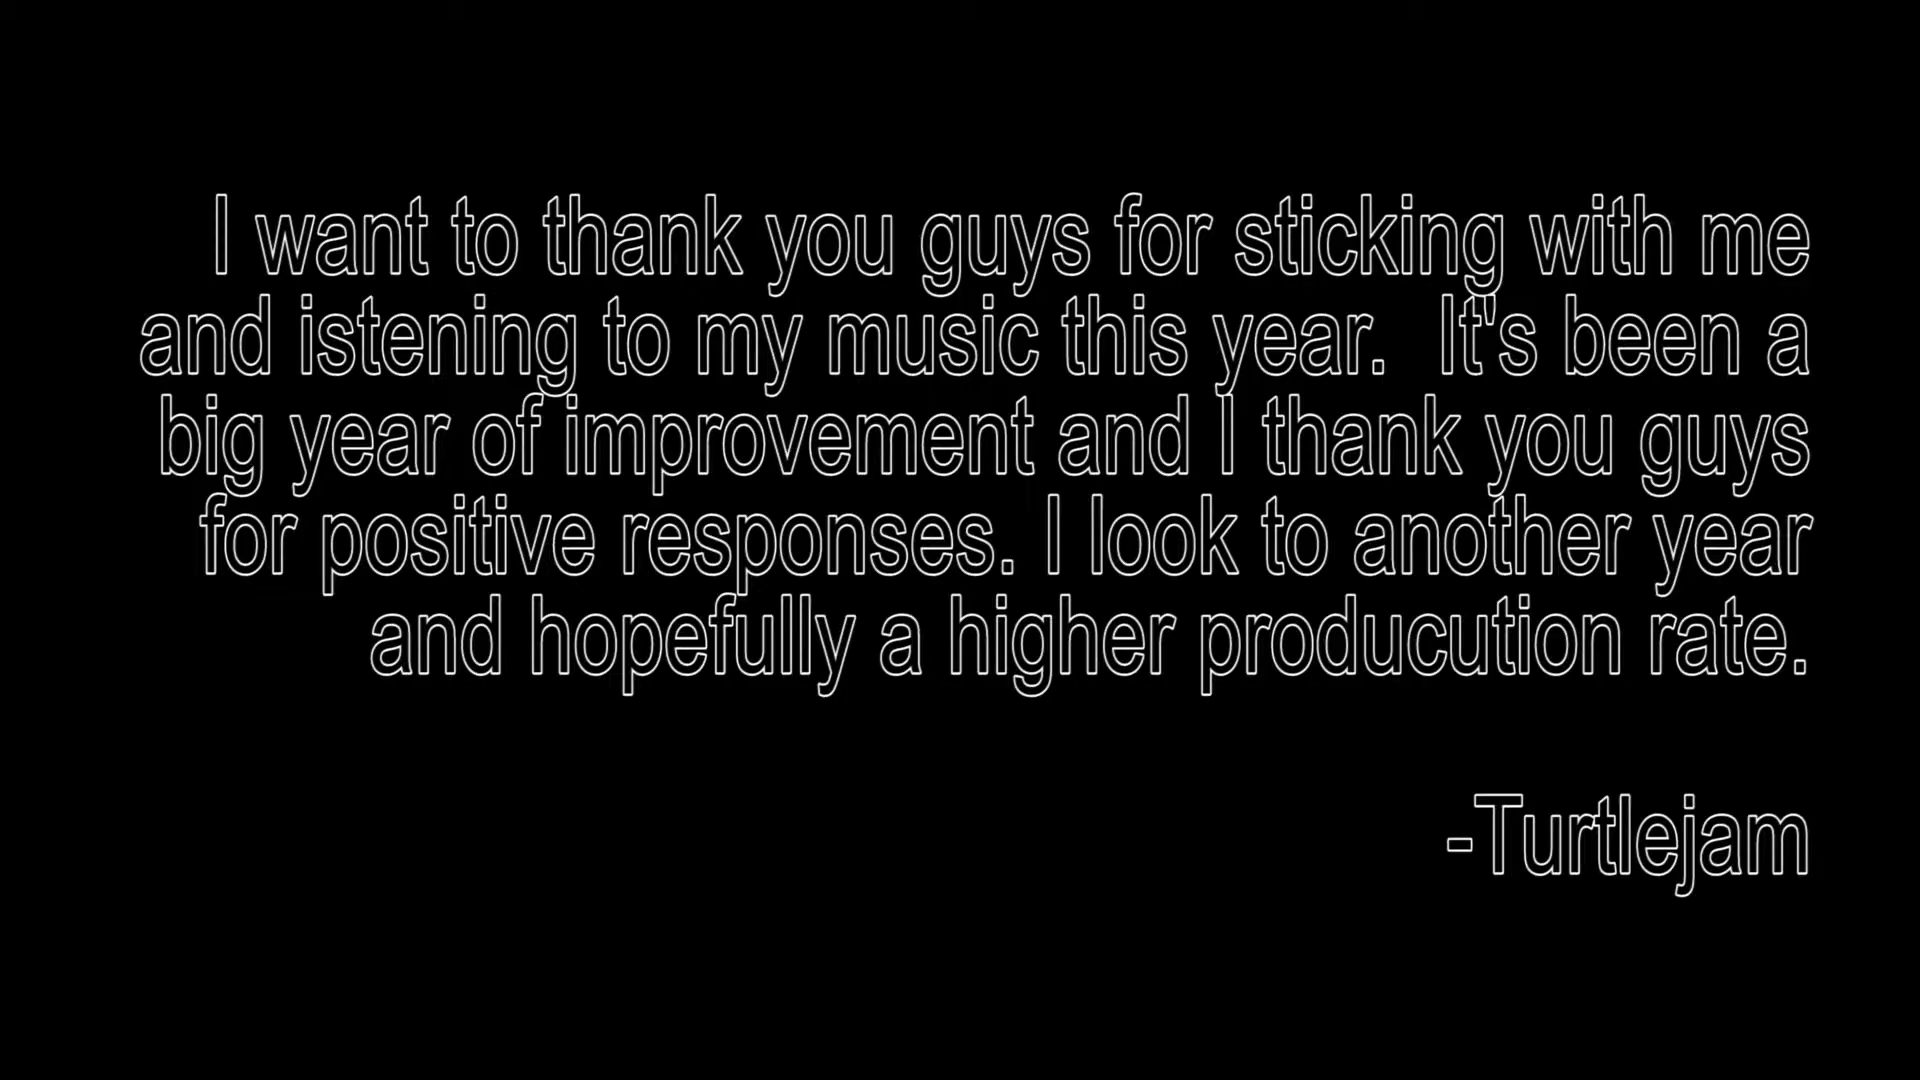 I want to thank you guys for sticking with me
and istening to my music this year.  It's been a
big year of improvement and I thank you guys
for positive responses. I look to another year
and hopefully a higher producution rate.
-Turtlejam